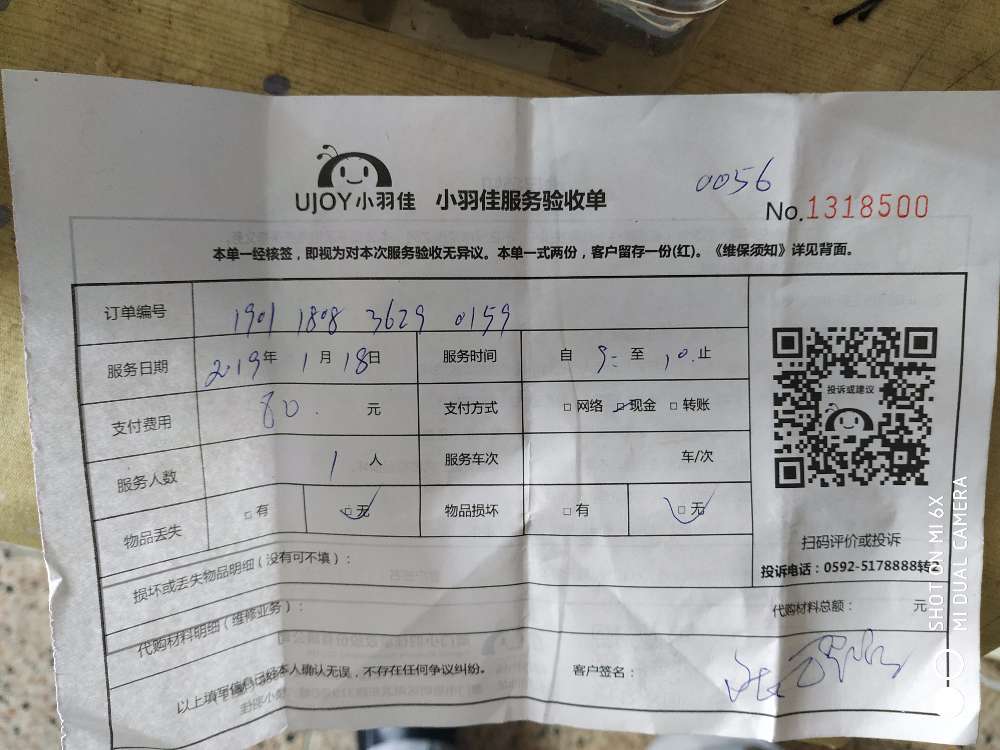 0056
UJOY小羽佳 小羽佳服务验收单 No.1318500
本单一经核签，即视为对本次服务验收无异议。本单一式两份，客户留存一份(红)。《维保须知》详见背面。
订单编号 1901 1808 3629 0159
服务日期 2019年 1月 18日 服务时间 自 9: 至 10. 止
支付费用 80. 元 支付方式 □ 网络 □ 现金 □ 转账
服务人数 1 人 服务车次 车/次
物品丢失 □ 有 □ 无 物品损坏 □ 有 □ 无
投诉或建议
扫码评价或投诉
投诉电话：0592-5178888转2
损坏或丢失物品明细（没有可不填）：
代购材料明细（维修业务）： 代购材料总额： 元
以上填写信息已经本人确认无误，不存在任何争议纠纷。 客户签名：
SHOT ON MI 6X
MI DUAL CAMERA